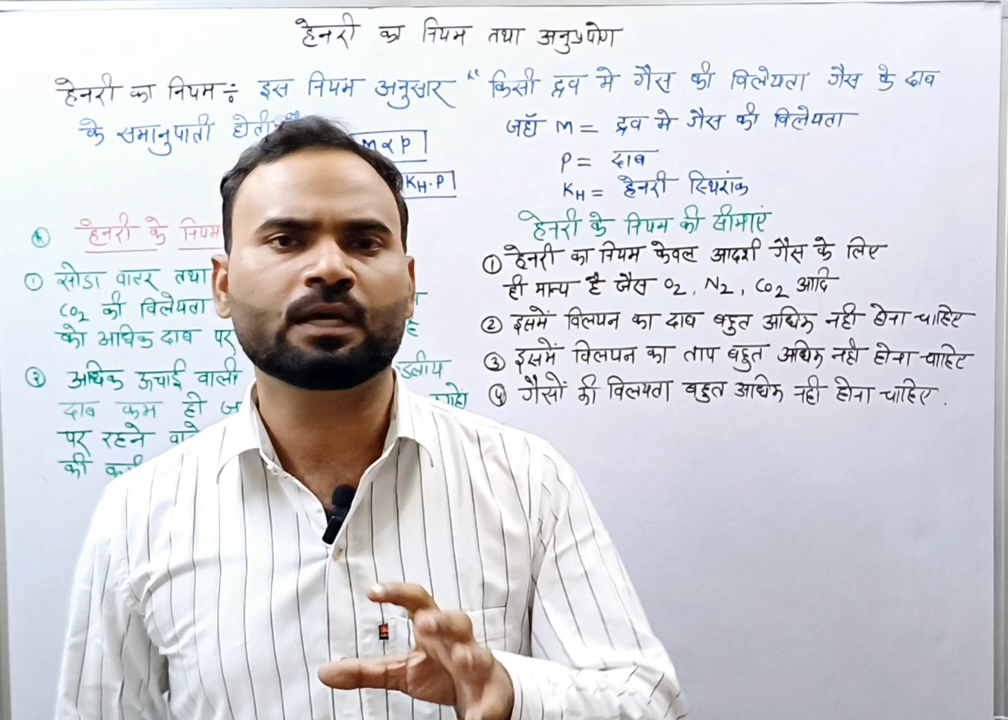 हेनरी का नियम तथा अनुप्रयोग
हेनरी का नियम ÷ इस नियम अनुसार " किसी द्रव मे गैस की विलेयता गैस के दाब
के समानुपाती होती
m ∝ P
KH·P
जहाँ m = द्रव मे गैस की विलेयता
P = दाब
KH = हेनरी स्थिरांक
हेनरी के नियम
① सोडा वाटर तथा
CO2 की विलेयता
को अधिक दाब पर
② अधिक ऊचाई वाली
दाब कम हो
पर रहने वाले
की
हेनरी के नियम की सीमाएं
① हेनरी का नियम केवल आदर्श गैस के लिए
ही मान्य है जैस O2, N2, CO2 आदि
② इसमें विलयन का दाब बहुत अधिक नही होना चाहिए
③ इसमें विलयन का ताप बहुत अधिक नही होना चाहिए
④ गैसों की विलेयता बहुत अधिक नही होना चाहिए.